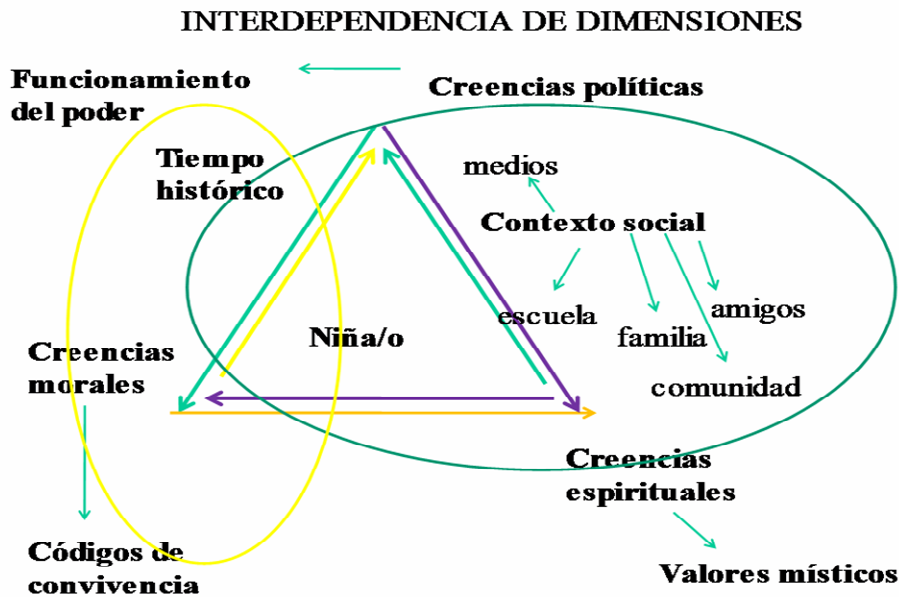 INTERDEPENDENCIA DE DIMENSIONES
Funcionamiento
del poder
Creencias políticas
Tiempo
histórico
medios
Contexto social
escuela
amigos
familia
comunidad
Niña/o
Creencias
morales
Creencias
espirituales
Códigos de
convivencia
Valores místicos